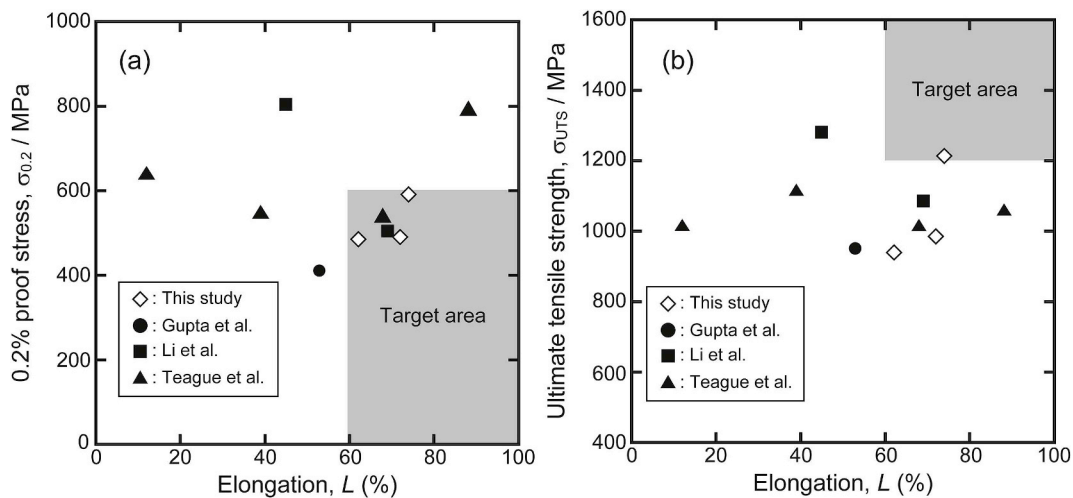 (a)
1000
800
600
400
200
0
0.2% proof stress, σ0.2 / MPa
Target area
◇ : This study
● : Gupta et al.
■ : Li et al.
▲ : Teague et al.
0 20 40 60 80 100
Elongation, L (%)
(b)
1600
1400
1200
1000
800
600
400
Ultimate tensile strength, σUTS / MPa
Target area
◇ : This study
● : Gupta et al.
■ : Li et al.
▲ : Teague et al.
0 20 40 60 80 100
Elongation, L (%)